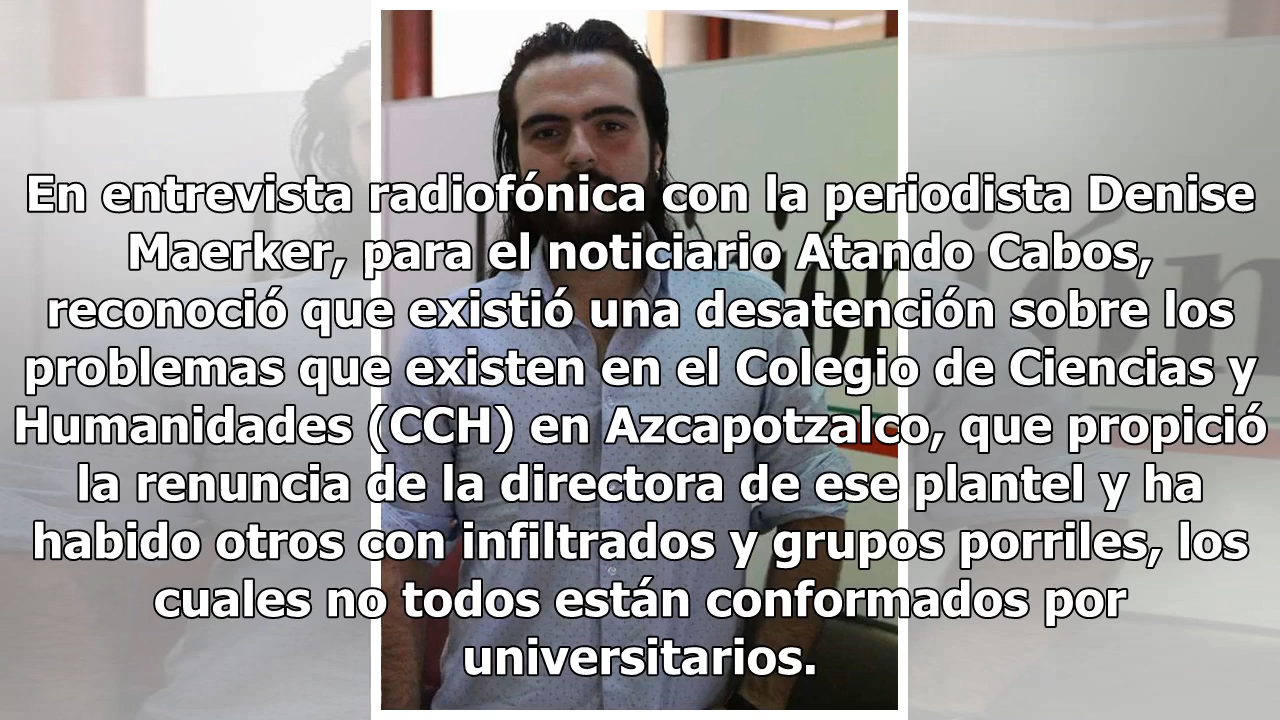 En entrevista radiofónica con la periodista Denise
Maerker, para el noticiario Atando Cabos,
reconoció que existió una desatención sobre los
problemas que existen en el Colegio de Ciencias y
Humanidades (CCH) en Azcapotzalco, que propició
la renuncia de la directora de ese plantel y ha
habido otros con infiltrados y grupos porriles, los
cuales no todos están conformados por
universitarios.